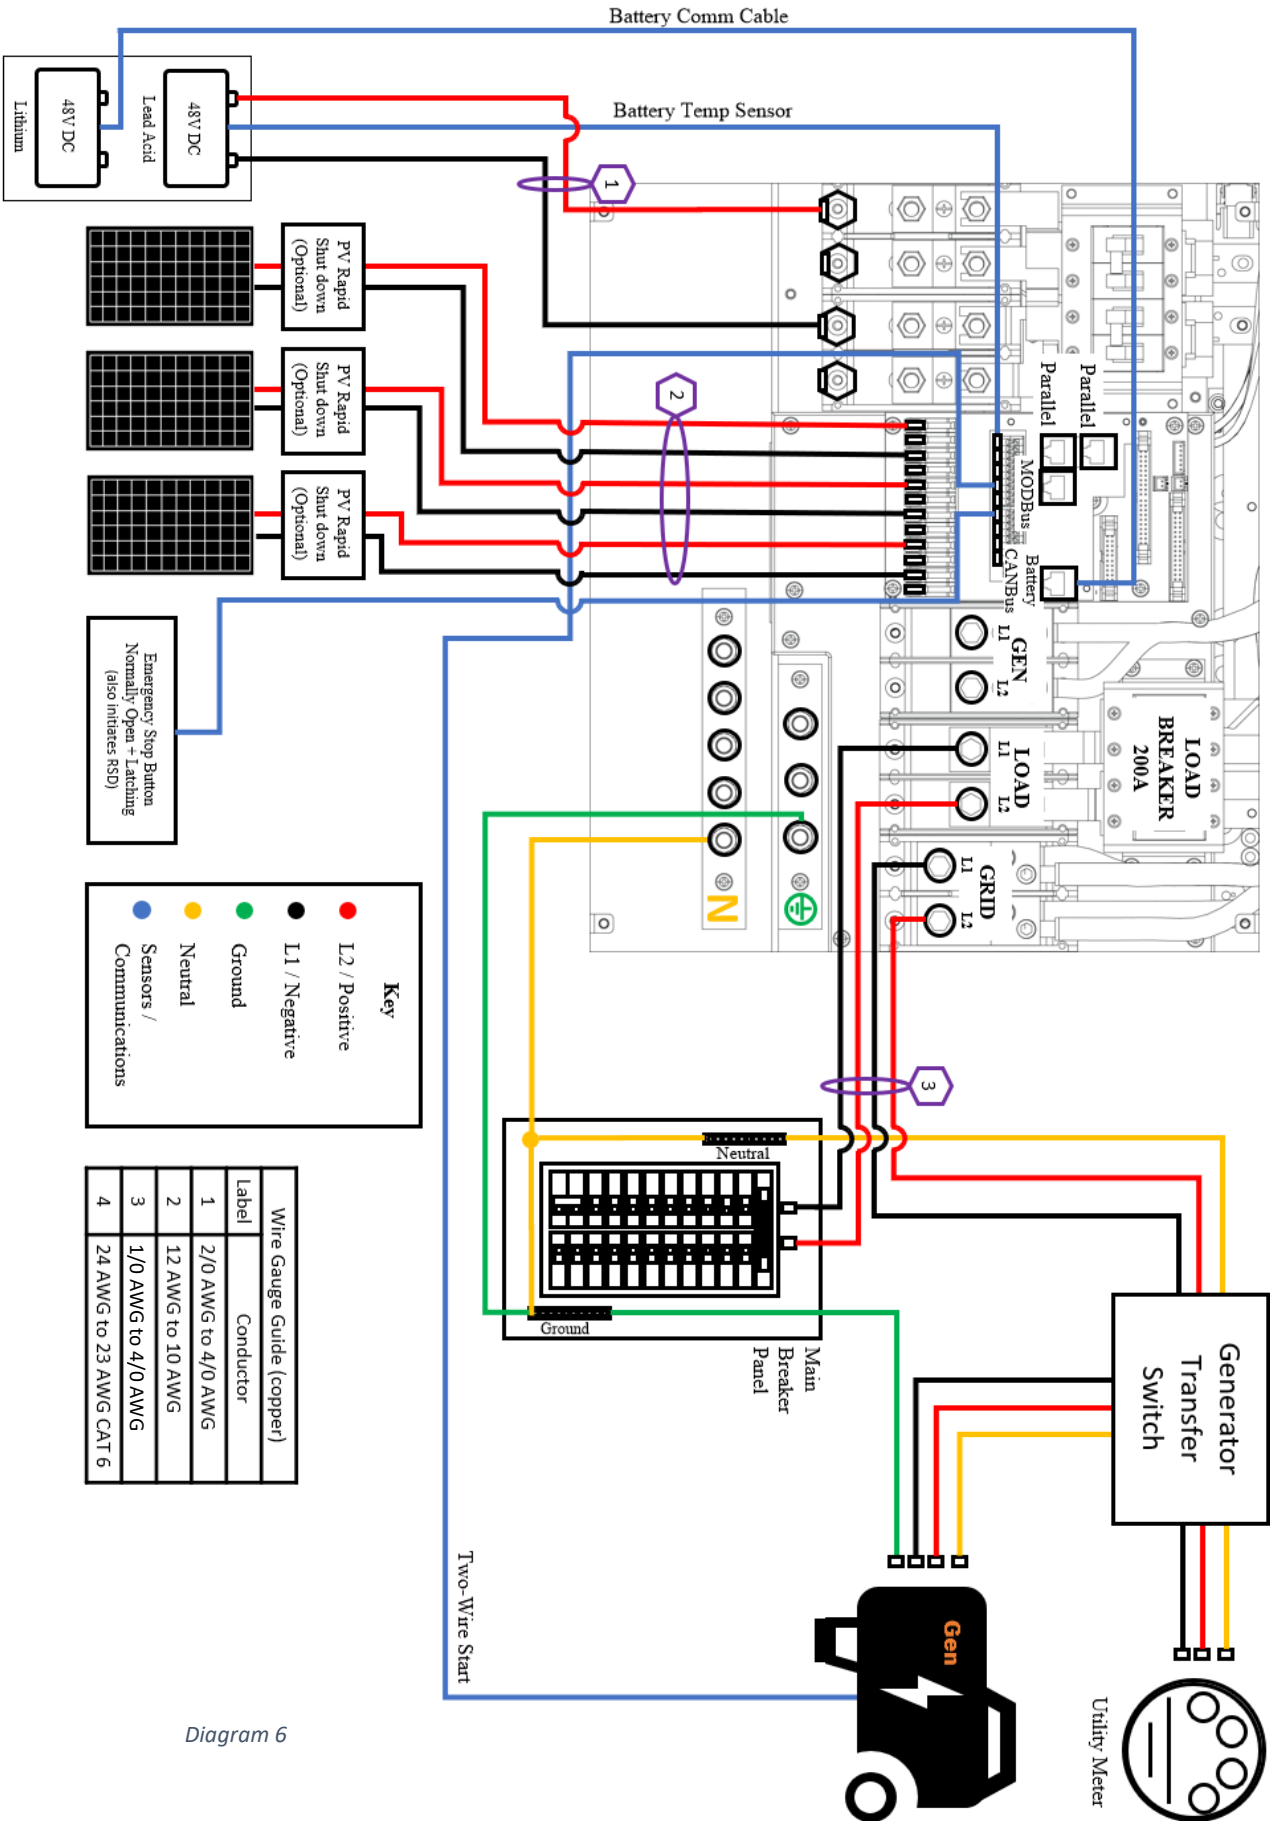 Battery Comm Cable
Battery Temp Sensor
48V DC
Lithium
48V DC
Lead Acid
1
PV Rapid
Shut down
(Optional)
PV Rapid
Shut down
(Optional)
PV Rapid
Shut down
(Optional)
2
Parallel
Parallel
MODBus
Battery
CANBus
L1
GEN
L2
LOAD
BREAKER
200A
L1
LOAD
L2
L1
GRID
L2
N
Emergency Stop Button
Normally Open + Latching
(also initiates RSD)
Key
L2 / Positive
L1 / Negative
Ground
Neutral
Sensors /
Communications
3
Neutral
Ground
Main
Breaker
Panel
Wire Gauge Guide (copper)
Label Conductor
1 2/0 AWG to 4/0 AWG
2 12 AWG to 10 AWG
3 1/0 AWG to 4/0 AWG
4 24 AWG to 23 AWG CAT 6
Generator
Transfer
Switch
Two-Wire Start
Gen
Utility Meter
Diagram 6